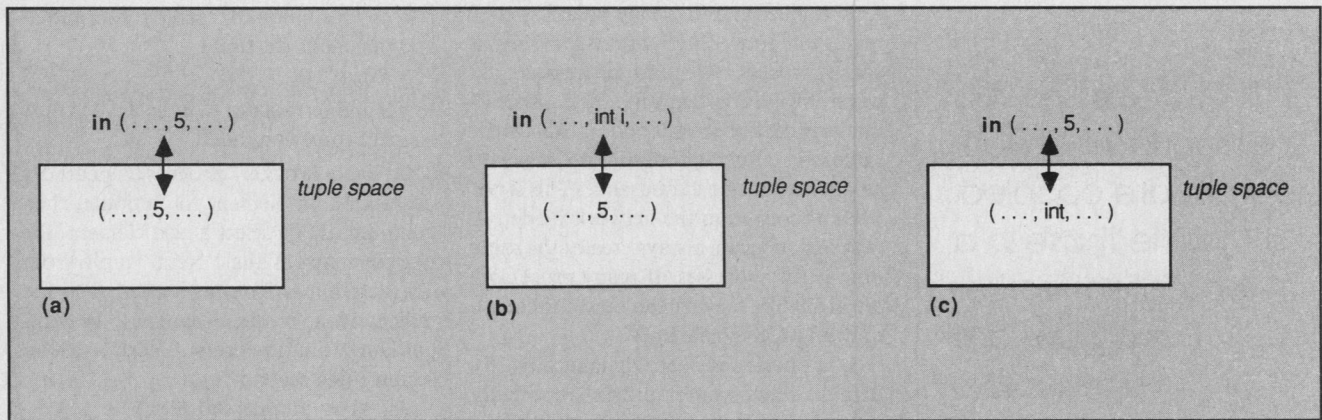 in (. . . , 5, . . .)
tuple space
(. . . , 5, . . .)
(a)
in (. . . , int i, . . .)
tuple space
(. . . , 5, . . .)
(b)
in (. . . , 5, . . .)
tuple space
(. . . , int, . . .)
(c)